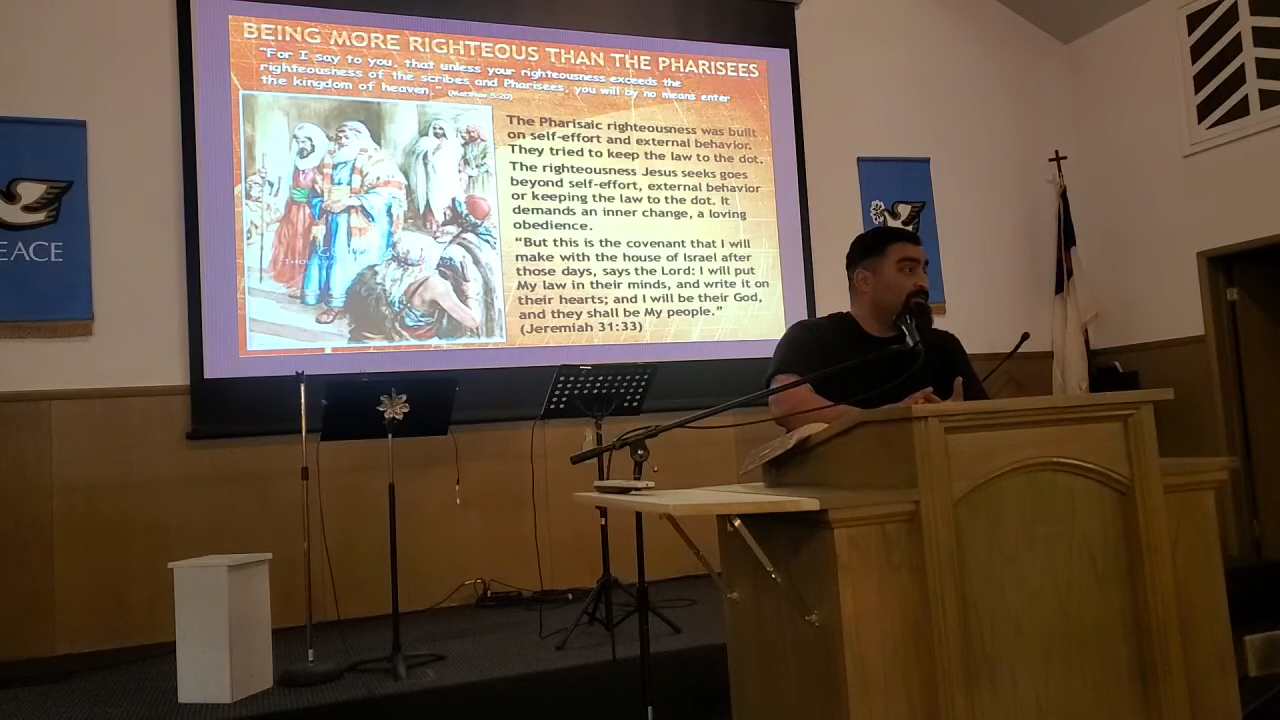 BEING MORE RIGHTEOUS THAN THE PHARISEES
"For I say to you, that unless your righteousness exceeds the
righteousness of the scribes and Pharisees, you will by no means enter
the kingdom of heaven." (Matthew 5:20)
The Pharisaic righteousness was built
on self-effort and external behavior.
They tried to keep the law to the dot.
The righteousness Jesus seeks goes
beyond self-effort, external behavior
or keeping the law to the dot. It
demands an inner change, a loving
obedience.
"But this is the covenant that I will
make with the house of Israel after
those days, says the Lord: I will put
My law in their minds, and write it on
their hearts; and I will be their God,
and they shall be My people."
(Jeremiah 31:33)
EACE